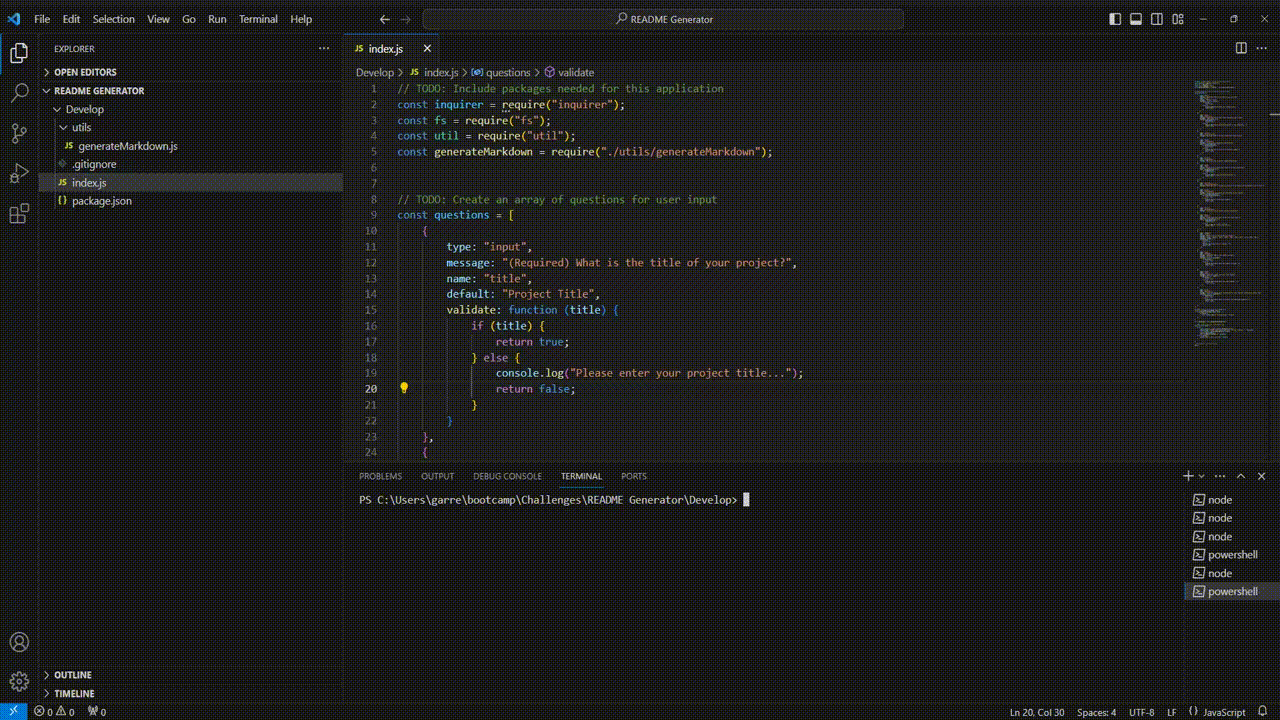 File Edit Selection View Go Run Terminal Help
README Generator
EXPLORER
OPEN EDITORS
README GENERATOR
Develop
utils
JS generateMarkdown.js
.gitignore
JS index.js
{} package.json
OUTLINE
TIMELINE
JS index.js
Develop > JS index.js > questions > validate
1 // TODO: Include packages needed for this application
2 const inquirer = require("inquirer");
3 const fs = require("fs");
4 const util = require("util");
5 const generateMarkdown = require("./utils/generateMarkdown");
6
7
8 // TODO: Create an array of questions for user input
9 const questions = [
10 {
11 type: "input",
12 message: "(Required) What is the title of your project?",
13 name: "title",
14 default: "Project Title",
15 validate: function (title) {
16 if (title) {
17 return true;
18 } else {
19 console.log("Please enter your project title...");
20 return false;
21 }
22 }
23 },
24 {
PROBLEMS OUTPUT DEBUG CONSOLE TERMINAL PORTS
PS C:\Users\garre\bootcamp\Challenges\README Generator\Develop>
node
node
node
powershell
node
powershell
0 0 0
Ln 20, Col 30 Spaces: 4 UTF-8 LF {} JavaScript